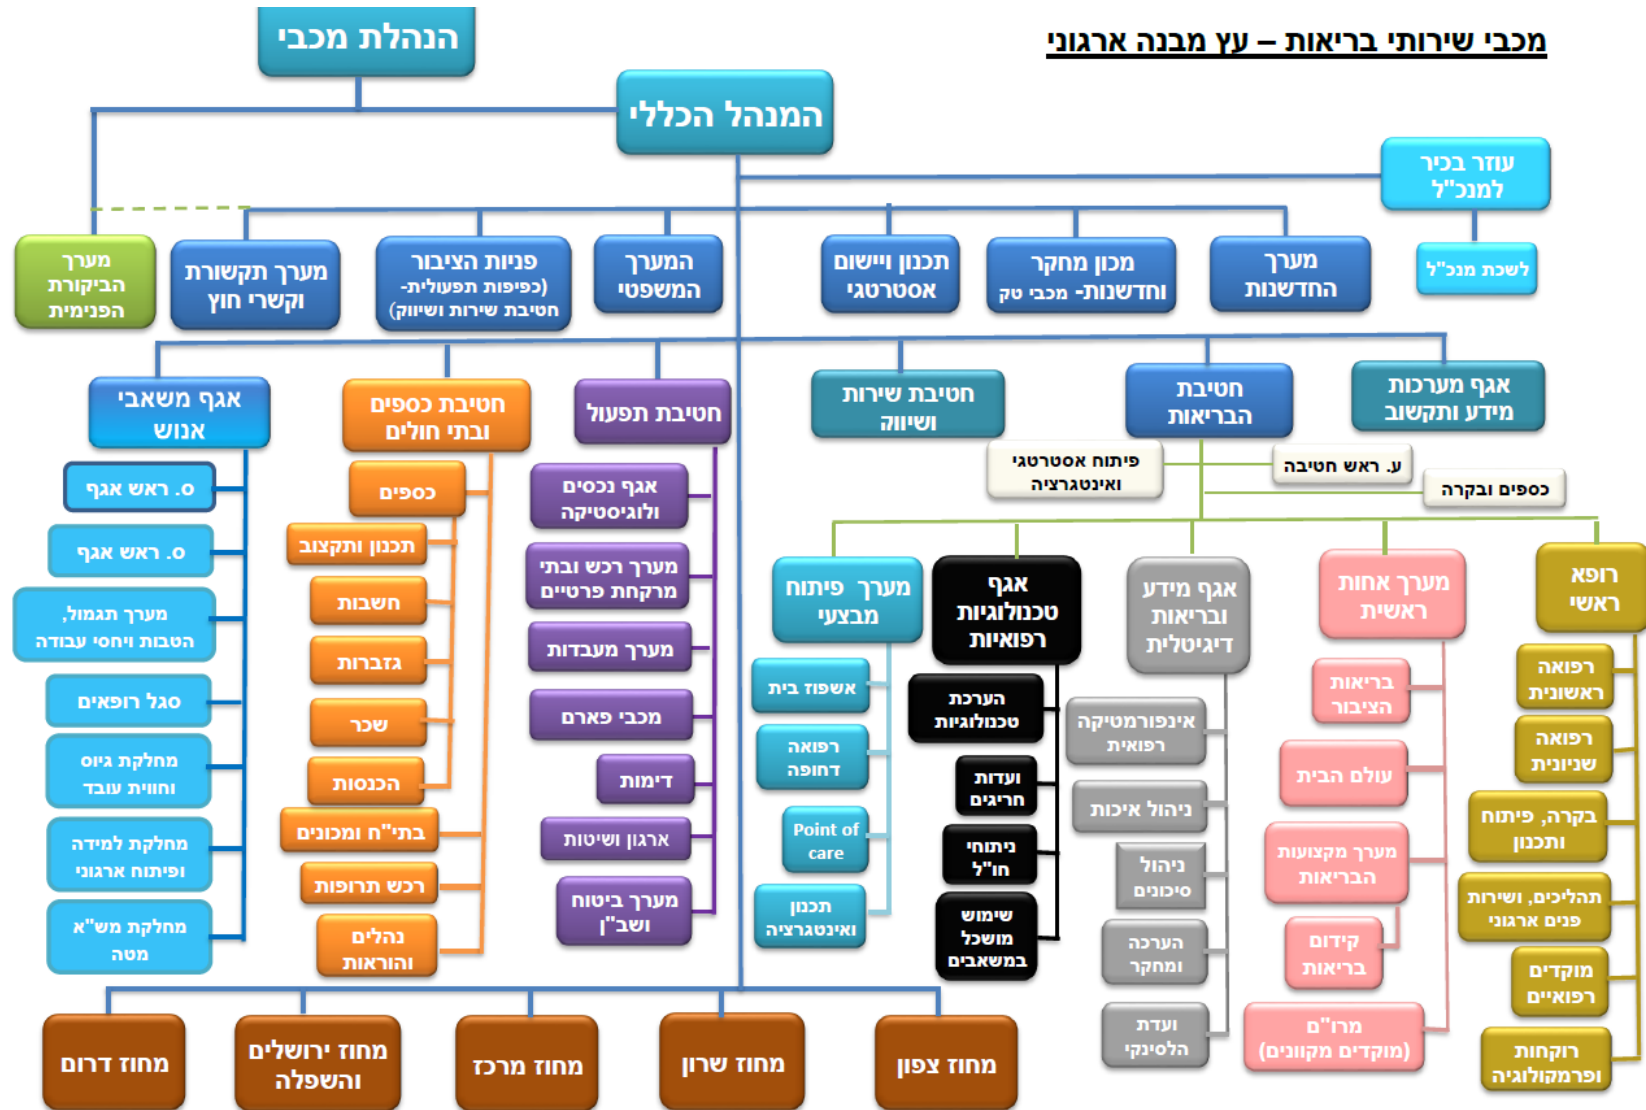 מכבי שירותי בריאות – עץ מבנה ארגוני
הנהלת מכבי
המנהל הכללי
עוזר בכיר
למנכ"ל
לשכת מנכ"ל
מערך
החדשנות
מכון מחקר
וחדשנות- מכבי טק
תכנון ויישום
אסטרטגי
המערך
המשפטי
פניות הציבור
(כפיפות תפעולית-
חטיבת שירות ושיווק)
מערך תקשורת
וקשרי חוץ
מערך
הביקורת
הפנימית
אגף מערכות
מידע ותקשוב
חטיבת
הבריאות
חטיבת שירות
ושיווק
חטיבת תפעול
חטיבת כספים
ובתי חולים
אגף משאבי
אנוש
ע. ראש חטיבה
פיתוח אסטרטגי
ואינטגרציה
כספים ובקרה
רופא
ראשי
רפואה
ראשונית
רפואה
שניונית
בקרה, פיתוח
ותכנון
תהליכים, ושירות
פנים ארגוני
מוקדים
רפואיים
רוקחות
ופרמקולוגיה
מערך אחות
ראשית
בריאות
הציבור
עולם הבית
מערך מקצועות
הבריאות
קידום
בריאות
מרו"ם
(מוקדים מקוונים)
אגף מידע
ובריאות
דיגיטלית
אינפורמטיקה
רפואית
ניהול איכות
ניהול
סיכונים
הערכה
ומחקר
ועדת
הלסינקי
אגף
טכנולוגיות
רפואיות
הערכת
טכנולוגיות
ועדות
חריגים
ניתוחי
חו"ל
שימוש
מושכל
במשאבים
מערך פיתוח
מבצעי
אשפוז בית
רפואה
דחופה
Point of
care
תכנון
ואינטגרציה
אגף נכסים
ולוגיסטיקה
מערך רכש ובתי
מרקחת פרטיים
מערך מעבדות
מכבי פארם
דימות
ארגון ושיטות
מערך ביטוח
ושב"ן
כספים
תכנון ותקצוב
חשבות
גזברות
שכר
הכנסות
בתי"ח ומכונים
רכש תרופות
נהלים
והוראות
ס. ראש אגף
ס. ראש אגף
מערך תגמול,
הטבות ויחסי עבודה
סגל רופאים
מחלקת גיוס
וחווית עובד
מחלקת למידה
ופיתוח ארגוני
מחלקת מש"א
מטה
מחוז צפון
מחוז שרון
מחוז מרכז
מחוז ירושלים
והשפלה
מחוז דרום